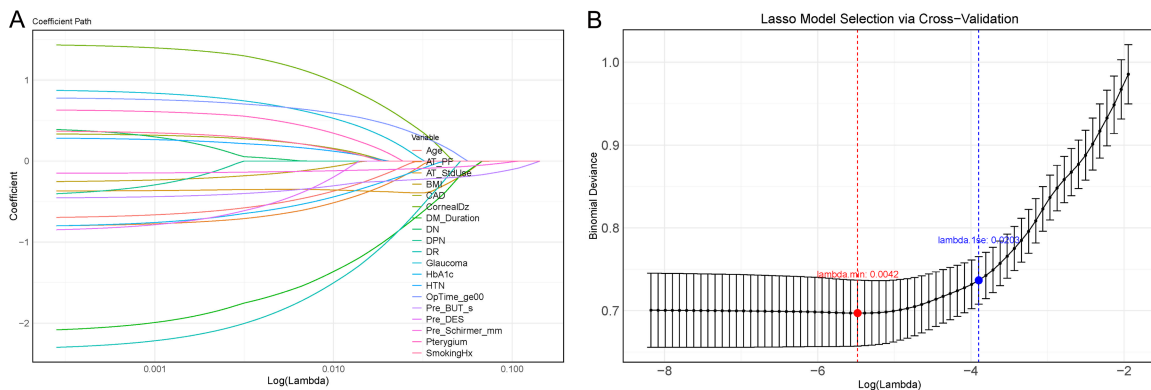 A
Coefficient Path
1
0
−1
−2
Coefficient
0.001
0.010
0.100
Log(Lambda)
Variable
Age
AT_PF
AT_StdUse
BMI
CAD
CornealDz
DM_Duration
DN
DPN
DR
Glaucoma
HbA1c
HTN
OpTime_ge00
Pre_BUT_s
Pre_DES
Pre_Schirmer_mm
Pterygium
SmokingHx
B
Lasso Model Selection via Cross−Validation
1.0
0.9
0.8
0.7
Binomial Deviance
lambda.1se: 0.0203
lambda.min: 0.0042
−8
−6
−4
−2
Log(Lambda)